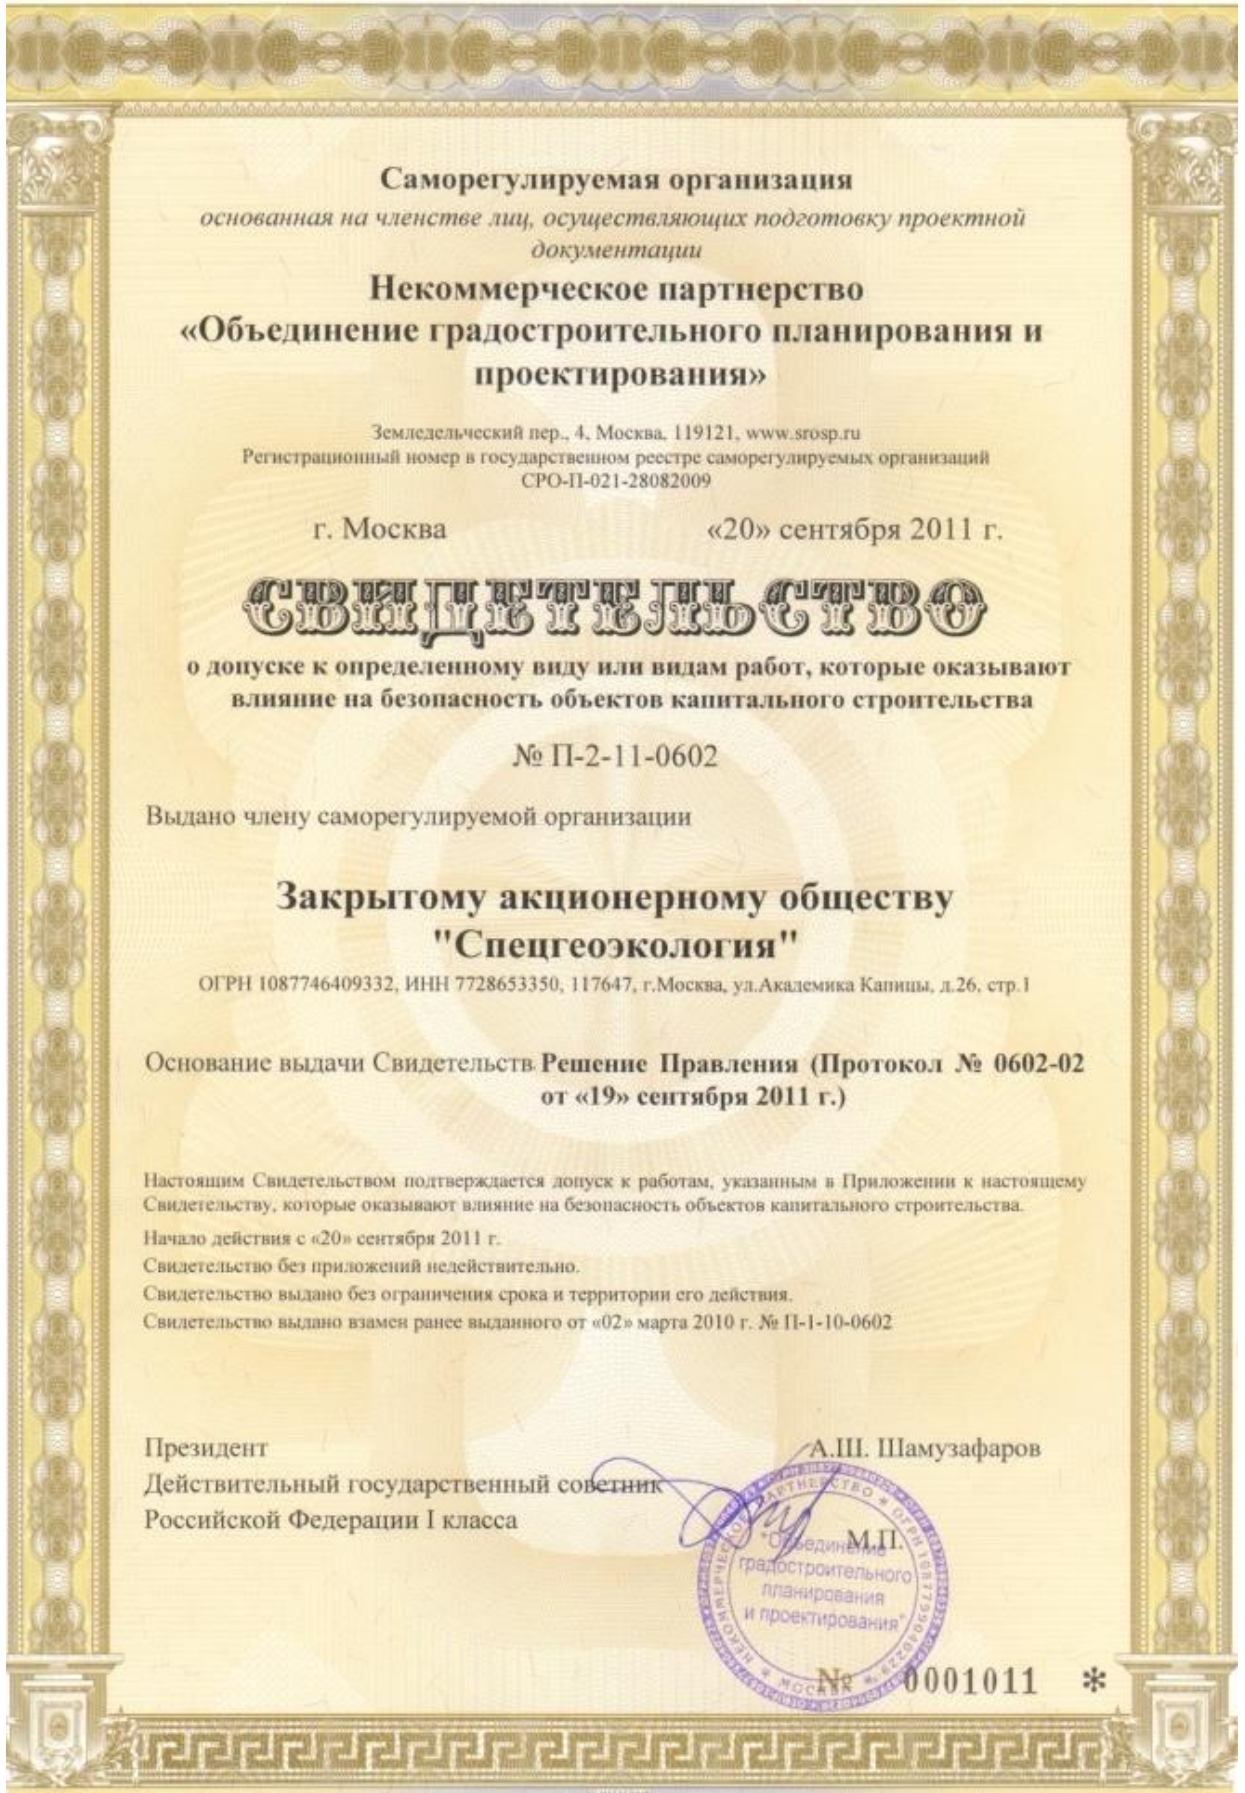 Саморегулируемая организация
основанная на членстве лиц, осуществляющих подготовку проектной
документации
Некоммерческое партнерство
«Объединение градостроительного планирования и
проектирования»
Земледельческий пер., 4, Москва, 119121, www.srosp.ru
Регистрационный номер в государственном реестре саморегулируемых организаций
СРО-П-021-28082009
г. Москва «20» сентября 2011 г.
СВИДЕТЕЛЬСТВО
о допуске к определенному виду или видам работ, которые оказывают
влияние на безопасность объектов капитального строительства
№ П-2-11-0602
Выдано члену саморегулируемой организации
Закрытому акционерному обществу
"Спецгеоэкология"
ОГРН 1087746409332, ИНН 7728653350, 117647, г.Москва, ул.Академика Капицы, д.26, стр.1
Основание выдачи Свидетельств Решение Правления (Протокол № 0602-02
от «19» сентября 2011 г.)
Настоящим Свидетельством подтверждается допуск к работам, указанным в Приложении к настоящему
Свидетельству, которые оказывают влияние на безопасность объектов капитального строительства.
Начало действия с «20» сентября 2011 г.
Свидетельство без приложений недействительно.
Свидетельство выдано без ограничения срока и территории его действия.
Свидетельство выдано взамен ранее выданного от «02» марта 2010 г. № П-1-10-0602
Президент А.Ш. Шамузафаров
Действительный государственный советник
Российской Федерации I класса
М.П.
НЕКОММЕРЧЕСКОЕ ПАРТНЕРСТВО * ОГРН 1087799040229 * МОСКВА *
"Объединение
градостроительного
планирования
и проектирования"
№ 0001011 *